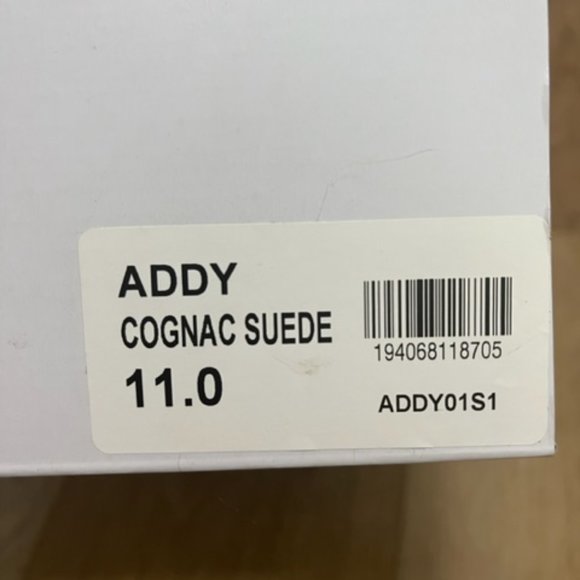 ADDY
COGNAC SUEDE
11.0
194068118705
ADDY01S1